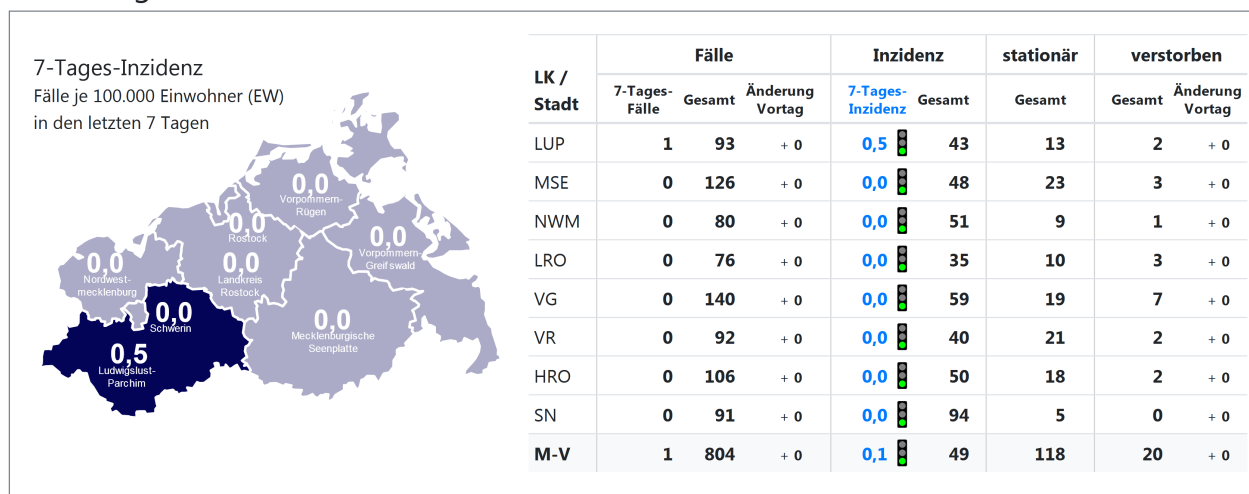 7-Tages-Inzidenz
Fälle je 100.000 Einwohner (EW)
in den letzten 7 Tagen
0,0
Vorpommern-
Rügen
0,0
Rostock
0,0
Vorpommern-
Greifswald
0,0
Nordwest-
mecklenburg
0,0
Landkreis
Rostock
0,0
Schwerin
0,0
Mecklenburgische
Seenplatte
0,5
Ludwigslust-
Parchim
LK / Stadt Fälle Inzidenz stationär verstorben
7-Tages-Fälle Gesamt Änderung Vortag 7-Tages-Inzidenz Gesamt Gesamt Gesamt Änderung Vortag
LUP 1 93 + 0 0,5 43 13 2 + 0
MSE 0 126 + 0 0,0 48 23 3 + 0
NWM 0 80 + 0 0,0 51 9 1 + 0
LRO 0 76 + 0 0,0 35 10 3 + 0
VG 0 140 + 0 0,0 59 19 7 + 0
VR 0 92 + 0 0,0 40 21 2 + 0
HRO 0 106 + 0 0,0 50 18 2 + 0
SN 0 91 + 0 0,0 94 5 0 + 0
M-V 1 804 + 0 0,1 49 118 20 + 0